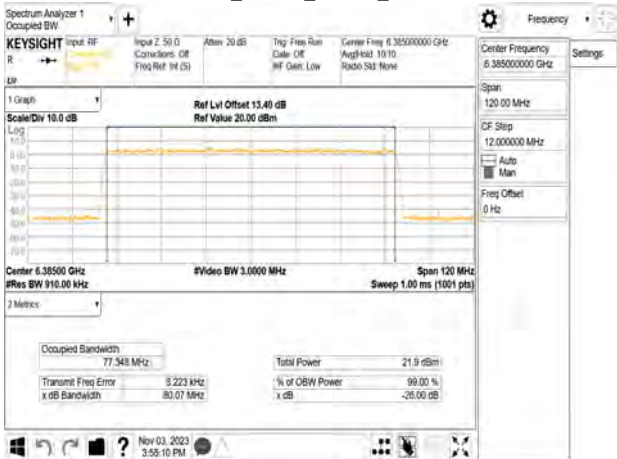 Spectrum Analyzer 1
Occupied BW
Frequency
KEYSIGHT
R
Input: RF
Input Z: 50 Ω
Corrections: Off
Freq Ref: Int (S)
Atten: 20 dB
Trig: Free Run
Gate: Off
#IF Gain: Low
Center Freq: 6.385000000 GHz
Avg|Hold: 10/10
Radio Std: None
Center Frequency
6.385000000 GHz
Settings
Span
120.00 MHz
CF Step
12.000000 MHz
Auto
Man
Freq Offset
0 Hz
1 Graph
Scale/Div 10.0 dB
Ref Lvl Offset 13.40 dB
Ref Value 20.00 dBm
Log
Center 6.38500 GHz
#Res BW 910.00 kHz
#Video BW 3.0000 MHz
Span 120 MHz
Sweep 1.00 ms (1001 pts)
2 Metrics
Occupied Bandwidth
77.348 MHz
Total Power
21.9 dBm
Transmit Freq Error
% of OBW Power
99.00 %
x dB Bandwidth
80.07 MHz
x dB
-26.00 dB
Nov 03, 2023
3:55:10 PM